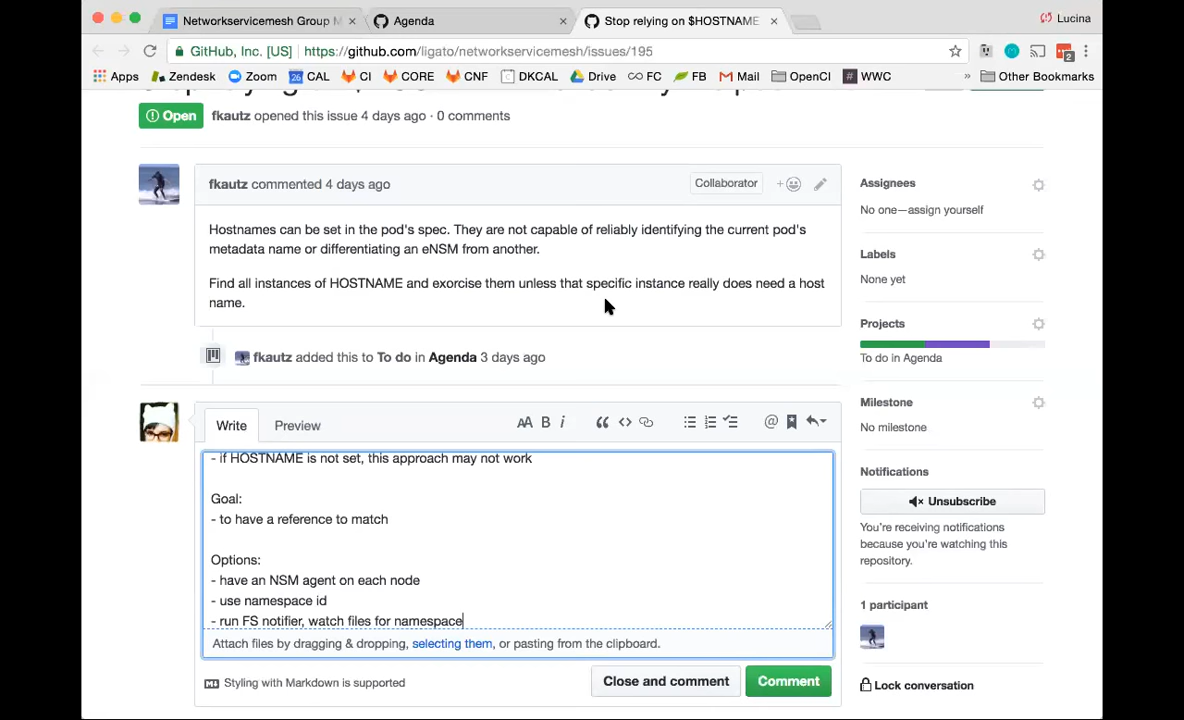 Networkservicemesh Group M
Agenda
Stop relying on $HOSTNAME
Lucina
GitHub, Inc. [US]
https://github.com/ligato/networkservicemesh/issues/195
2
Apps
Zendesk
Zoom
26 CAL
CI
CORE
CNF
DKCAL
Drive
FC
FB
Mail
OpenCI
WWC
»
Other Bookmarks
Open
fkautz opened this issue 4 days ago · 0 comments
fkautz commented 4 days ago
Collaborator
Hostnames can be set in the pod's spec. They are not capable of reliably identifying the current pod's
metadata name or differentiating an eNSM from another.
Find all instances of HOSTNAME and exorcise them unless that specific instance really does need a host
name.
fkautz added this to To do in Agenda 3 days ago
Write
Preview
AA B i
- if HOSTNAME is not set, this approach may not work
Goal:
- to have a reference to match
Options:
- have an NSM agent on each node
- use namespace id
- run FS notifier, watch files for namespace
Attach files by dragging & dropping, selecting them, or pasting from the clipboard.
Styling with Markdown is supported
Close and comment
Comment
Assignees
No one—assign yourself
Labels
None yet
Projects
To do in Agenda
Milestone
No milestone
Notifications
Unsubscribe
You're receiving notifications
because you're watching this
repository.
1 participant
Lock conversation